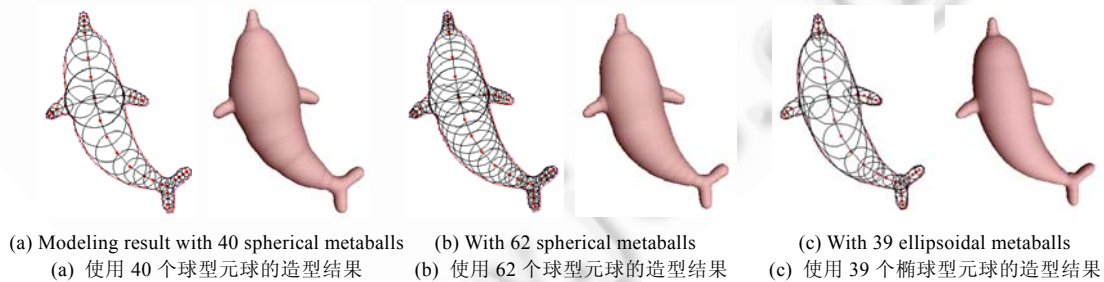 (a) Modeling result with 40 spherical metaballs (b) With 62 spherical metaballs (c) With 39 ellipsoidal metaballs
(a) 使用 40 个球型元球的造型结果 (b) 使用 62 个球型元球的造型结果 (c) 使用 39 个椭球型元球的造型结果